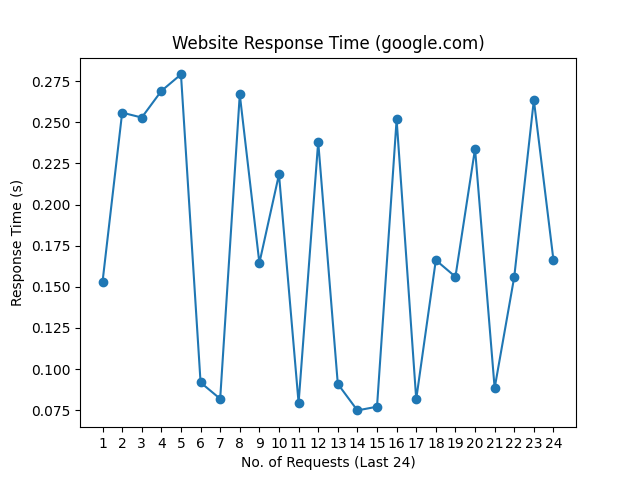 Website Response Time (google.com)
0.275
0.250
0.225
0.200
0.175
0.150
0.125
0.100
0.075
Response Time (s)
1 2 3 4 5 6 7 8 9 10 11 12 13 14 15 16 17 18 19 20 21 22 23 24
No. of Requests (Last 24)